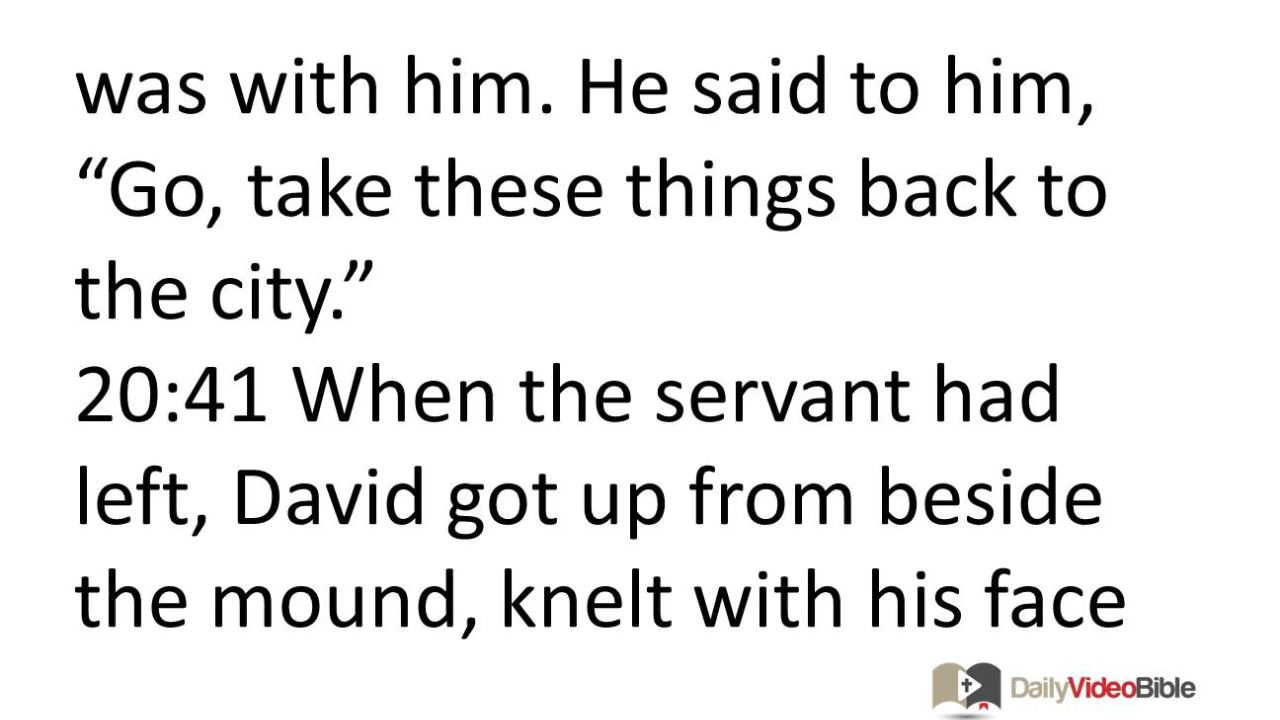 was with him. He said to him,
“Go, take these things back to
the city.”
20:41 When the servant had
left, David got up from beside
the mound, knelt with his face
DailyVideoBible